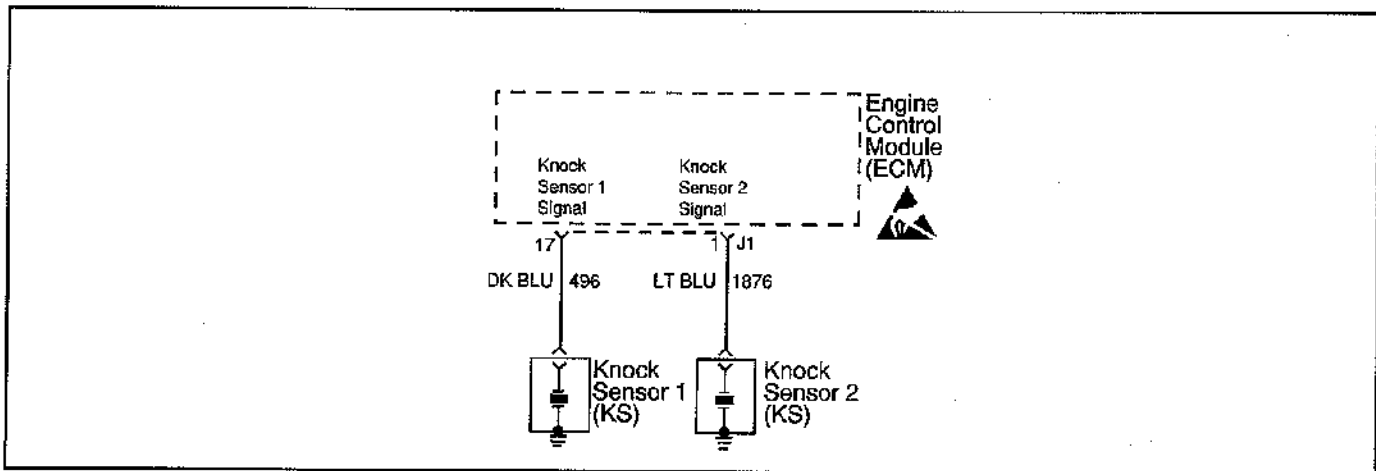 Engine
Control
Module
(ECM)
Knock
Sensor 1
Signal
Knock
Sensor 2
Signal
17
1 J1
DK BLU 496
LT BLU 1876
Knock
Sensor 1
(KS)
Knock
Sensor 2
(KS)